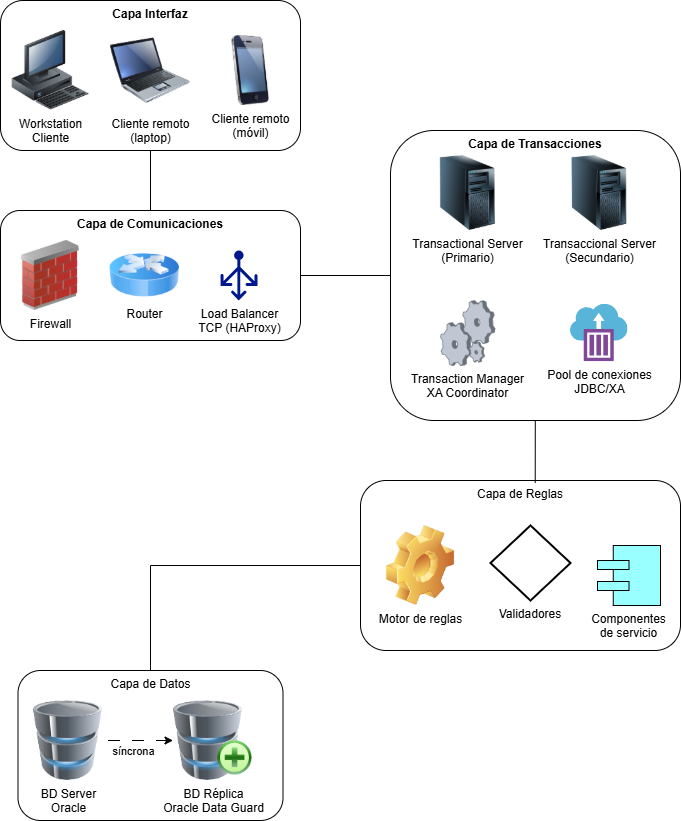 Capa Interfaz
Workstation
Cliente
Cliente remoto
(laptop)
Cliente remoto
(móvil)
Capa de Comunicaciones
Firewall
Router
Load Balancer
TCP (HAProxy)
Capa de Transacciones
Transactional Server
(Primario)
Transaccional Server
(Secundario)
Transaction Manager
XA Coordinator
Pool de conexiones
JDBC/XA
Capa de Reglas
Motor de reglas
Validadores
Componentes
de servicio
Capa de Datos
síncrona
BD Server
Oracle
BD Réplica
Oracle Data Guard